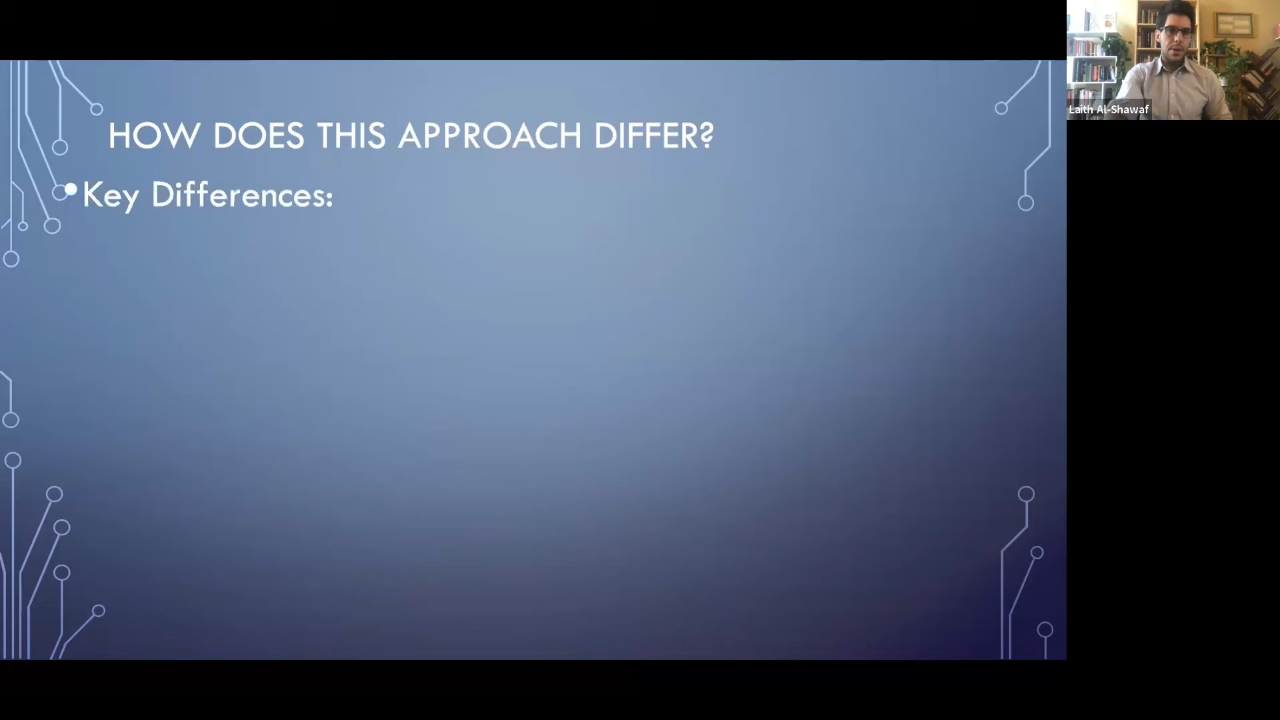 HOW DOES THIS APPROACH DIFFER?
• Key Differences:
Laith Al-Shawaf